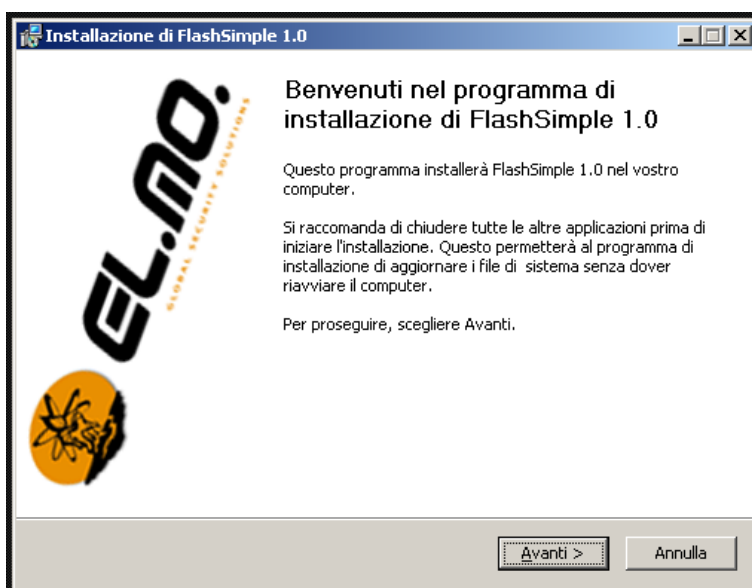 Installazione di FlashSimple 1.0
EL.MO.
GLOBAL SECURITY SOLUTIONS
Benvenuti nel programma di
installazione di FlashSimple 1.0
Questo programma installerà FlashSimple 1.0 nel vostro
computer.
Si raccomanda di chiudere tutte le altre applicazioni prima di
iniziare l'installazione. Questo permetterà al programma di
installazione di aggiornare i file di sistema senza dover
riavviare il computer.
Per proseguire, scegliere Avanti.
Avanti >
Annulla